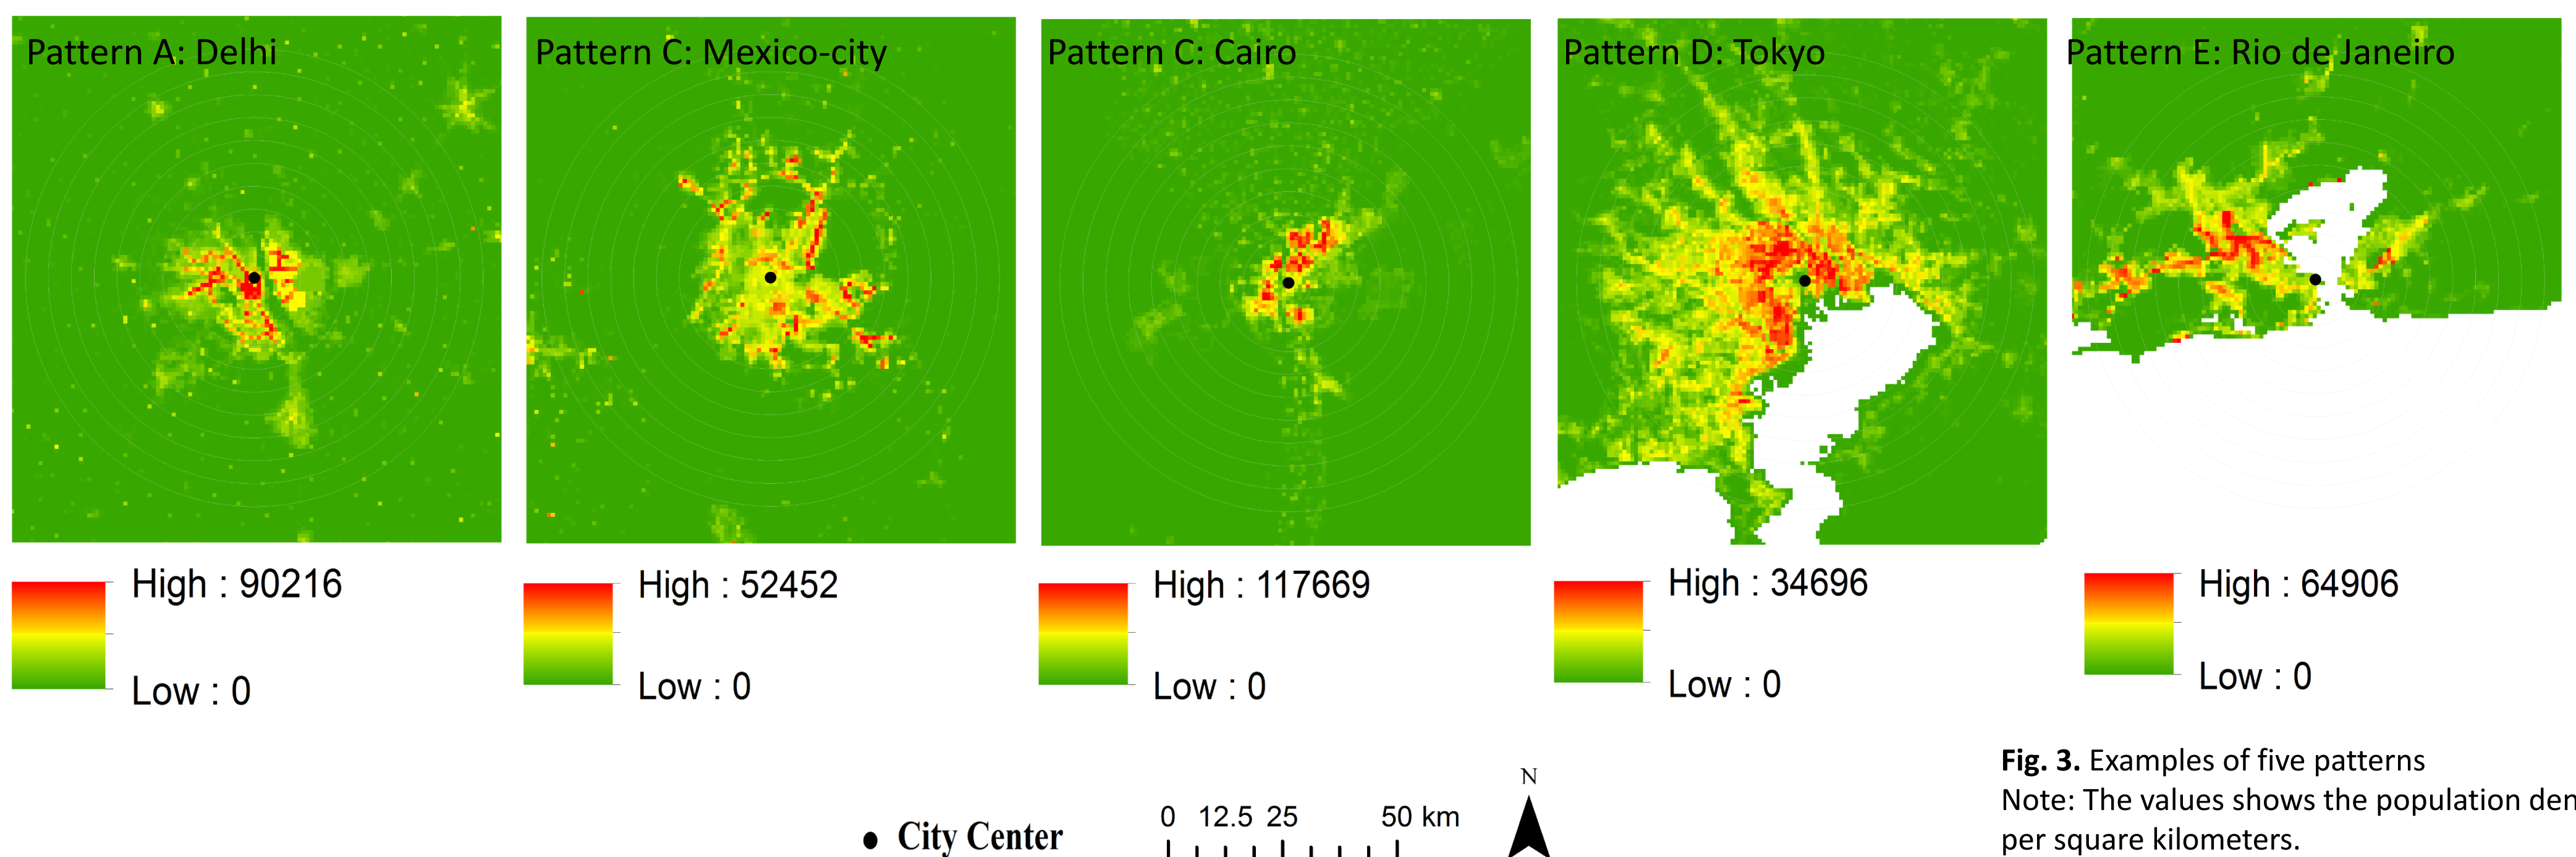 Pattern A: Delhi
Pattern C: Mexico-city
Pattern C: Cairo
Pattern D: Tokyo
Pattern E: Rio de Janeiro
High : 90216
Low : 0
High : 52452
Low : 0
High : 117669
Low : 0
High : 34696
Low : 0
High : 64906
Low : 0
City Center
0 12.5 25 50 km
N
Fig. 3. Examples of five patterns
Note: The values shows the population den
per square kilometers.